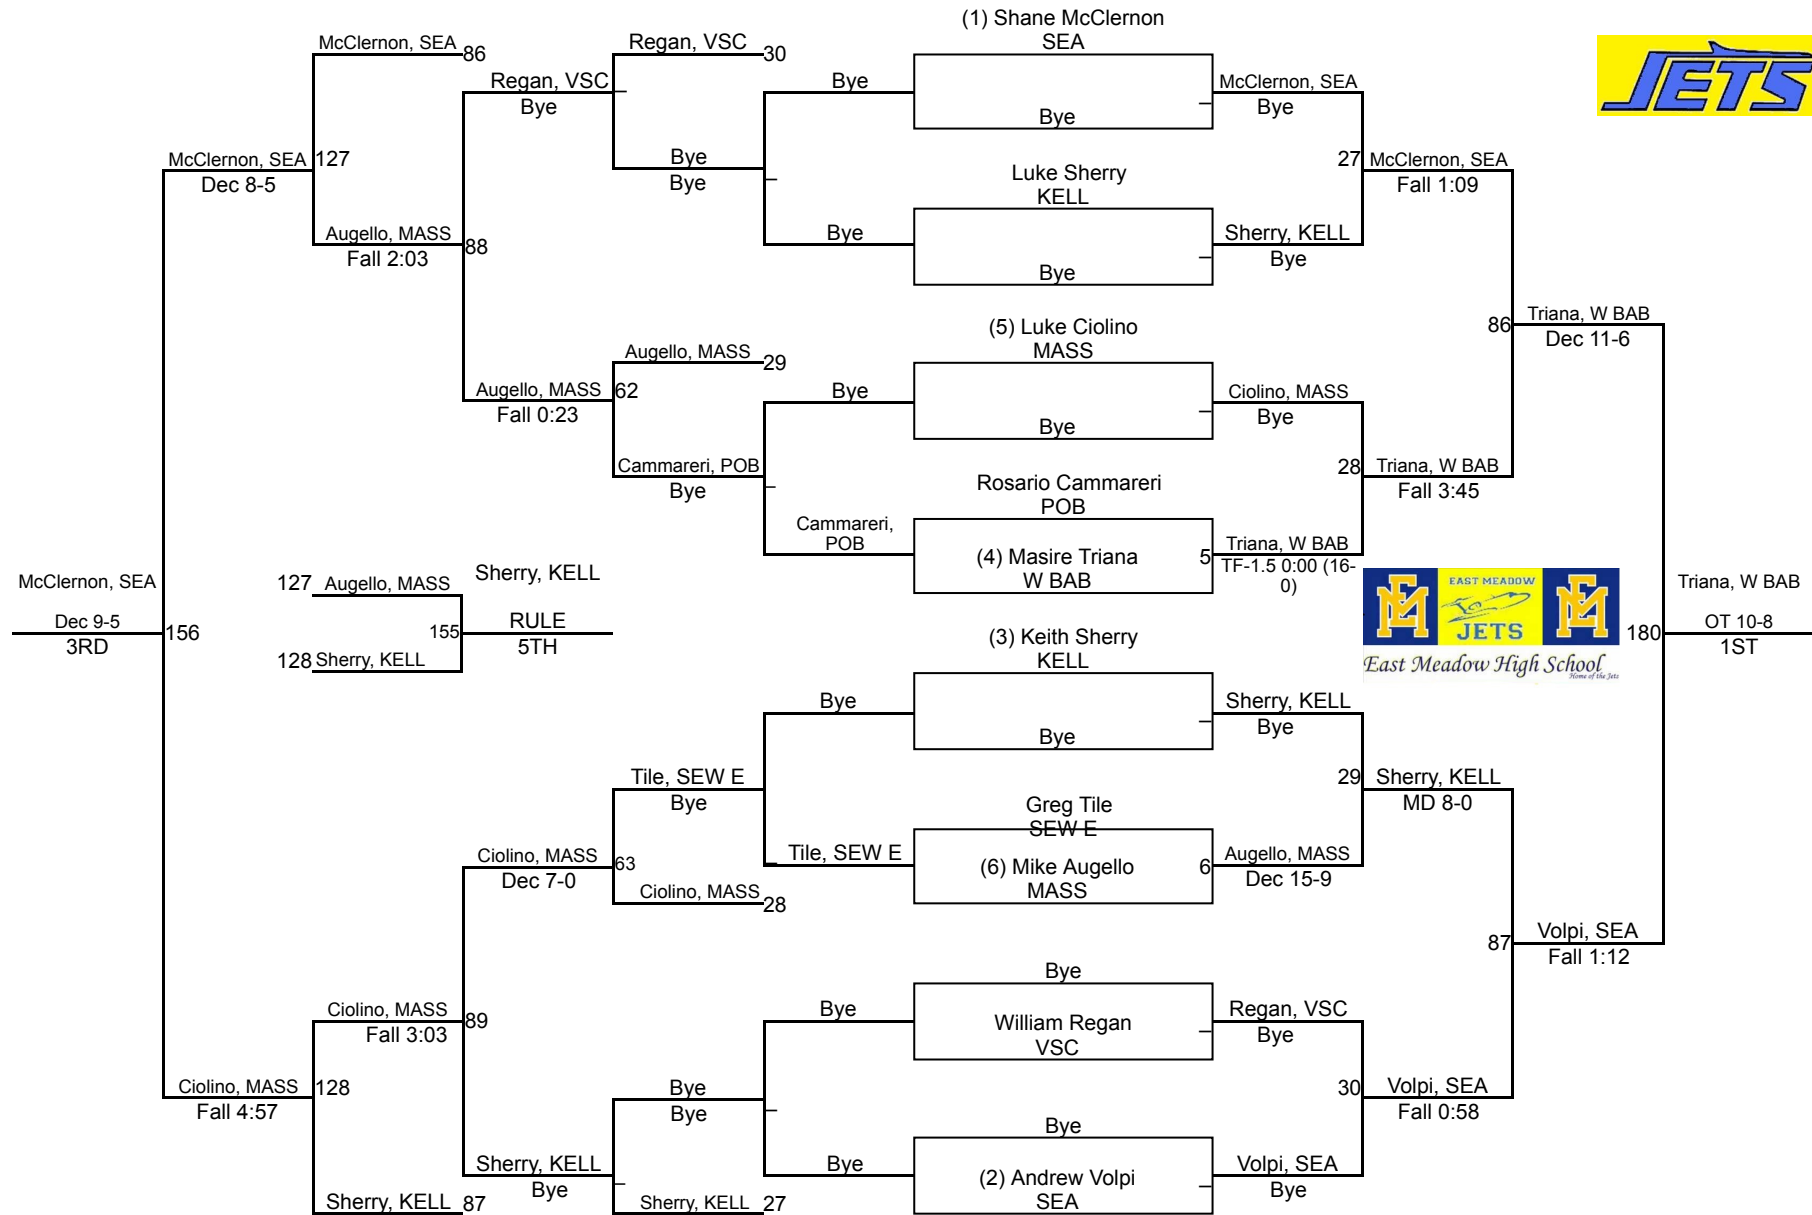 (1) Shane McClernon
SEA
JETS
McClernon, SEA
86
Regan, VSC
30
Regan, VSC
Bye
Bye
McClernon, SEA
Bye
Bye
McClernon, SEA
Dec 8-5
127
Bye
Bye
Luke Sherry
KELL
27
McClernon, SEA
Fall 1:09
Augello, MASS
Fall 2:03
88
Bye
Bye
Sherry, KELL
Bye
(5) Luke Ciolino
MASS
86
Triana, W BAB
Dec 11-6
Augello, MASS
29
Augello, MASS
Fall 0:23
62
Bye
Bye
Ciolino, MASS
Bye
Cammareri, POB
Bye
Rosario Cammareri
POB
28
Triana, W BAB
Fall 3:45
Cammareri,
POB
(4) Masire Triana
W BAB
5
Triana, W BAB
TF-1.5 0:00 (16-
0)
McClernon, SEA
Dec 9-5
3RD
156
127
Augello, MASS
128
Sherry, KELL
155
Sherry, KELL
RULE
5TH
EM
EAST MEADOW
JETS
EM
East Meadow High School
Home of the Jets
180
Triana, W BAB
OT 10-8
1ST
(3) Keith Sherry
KELL
Bye
Bye
Sherry, KELL
Bye
Tile, SEW E
Bye
Greg Tile
SEW E
29
Sherry, KELL
MD 8-0
Ciolino, MASS
Dec 7-0
63
Tile, SEW E
(6) Mike Augello
MASS
6
Augello, MASS
Dec 15-9
Ciolino, MASS
28
87
Volpi, SEA
Fall 1:12
Bye
Ciolino, MASS
Fall 3:03
89
Bye
William Regan
VSC
Regan, VSC
Bye
Ciolino, MASS
Fall 4:57
128
Bye
Bye
30
Volpi, SEA
Fall 0:58
Bye
Sherry, KELL
Bye
Bye
(2) Andrew Volpi
SEA
Volpi, SEA
Bye
Sherry, KELL
87
Sherry, KELL
27